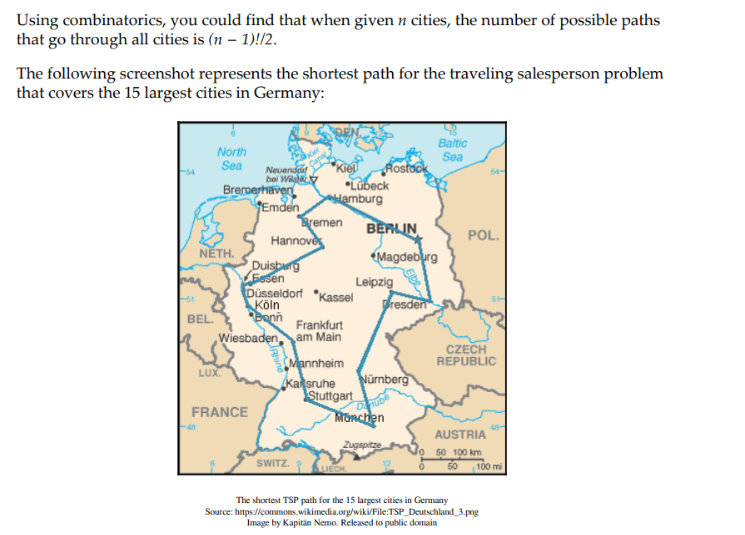 Using combinatorics, you could find that when given n cities, the number of possible paths
that go through all cities is (n – 1)!/2.
The following screenshot represents the shortest path for the traveling salesperson problem
that covers the 15 largest cities in Germany:
DEN.
Baltic
Sea
North
Sea
Kiel
Canal
Kiel
Rostock
54
54
Neuendorf
bei Wilster
Lübeck
Bremerhaven
Hamburg
Emden
Bremen
BERLIN
POL.
Hannover
NETH.
Magdeburg
Duisburg
Essen
Elbe
Leipzig
Düsseldorf
Kassel
51
51
Köln
Dresden
BEL.
Bonn
Frankfurt
am Main
Wiesbaden
Rhine
CZECH
REPUBLIC
Mannheim
LUX.
Karlsruhe
Nürnberg
Stuttgart
Danube
FRANCE
München
48
48
AUSTRIA
Zugspitze
0 50 100 km
0 50 100 mi
SWITZ.
LIECH.
12
The shortest TSP path for the 15 largest cities in Germany
Source: https://commons.wikimedia.org/wiki/File:TSP_Deutschland_3.png
Image by Kapitän Nemo. Released to public domain